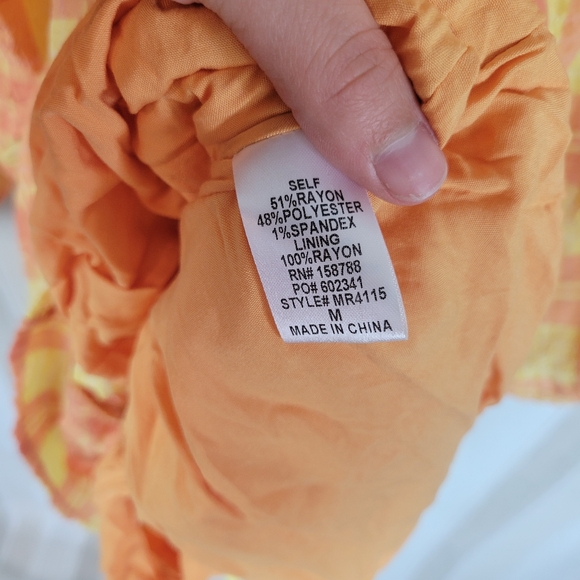 SELF
51%RAYON
48%POLYESTER
1%SPANDEX
LINING
100%RAYON
RN# 158788
PO# 602341
STYLE# MR4115
M
MADE IN CHINA